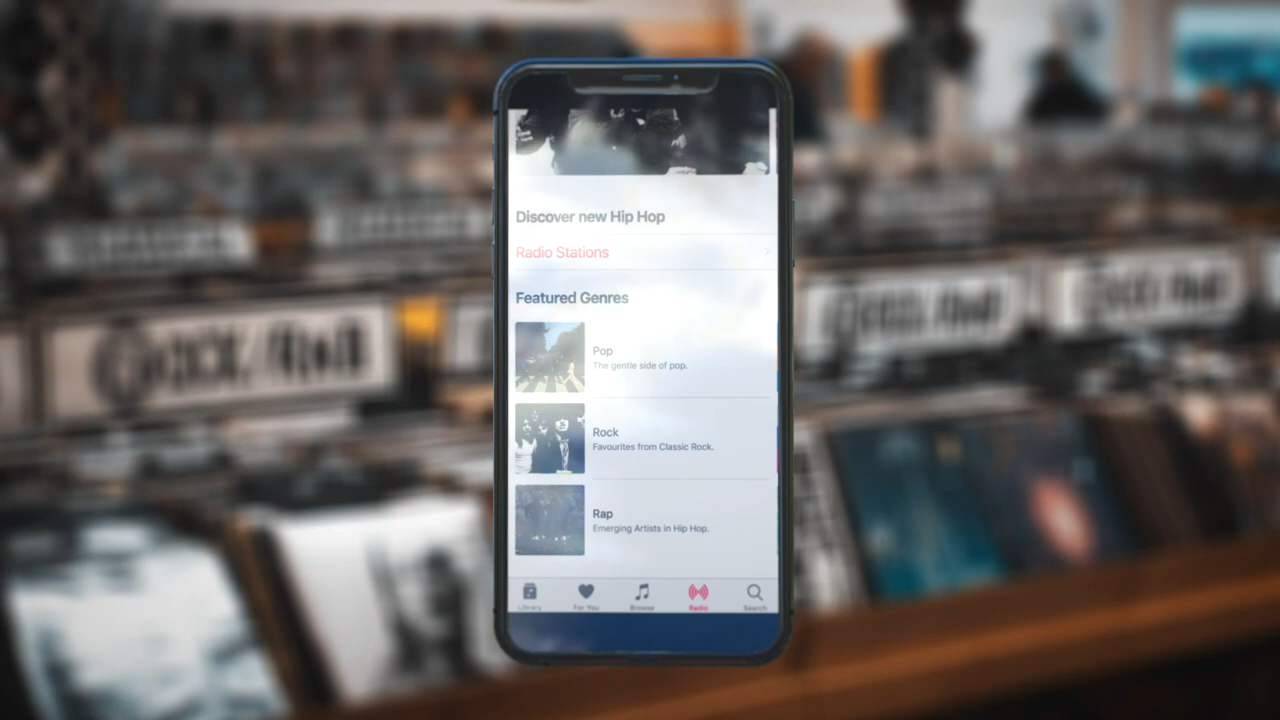 Discover new Hip Hop
Radio Stations
Featured Genres
Pop
The gentle side of pop.
Rock
Favourites from Classic Rock.
Rap
Emerging Artists in Hip Hop.
Library
For You
Browse
Radio
Search